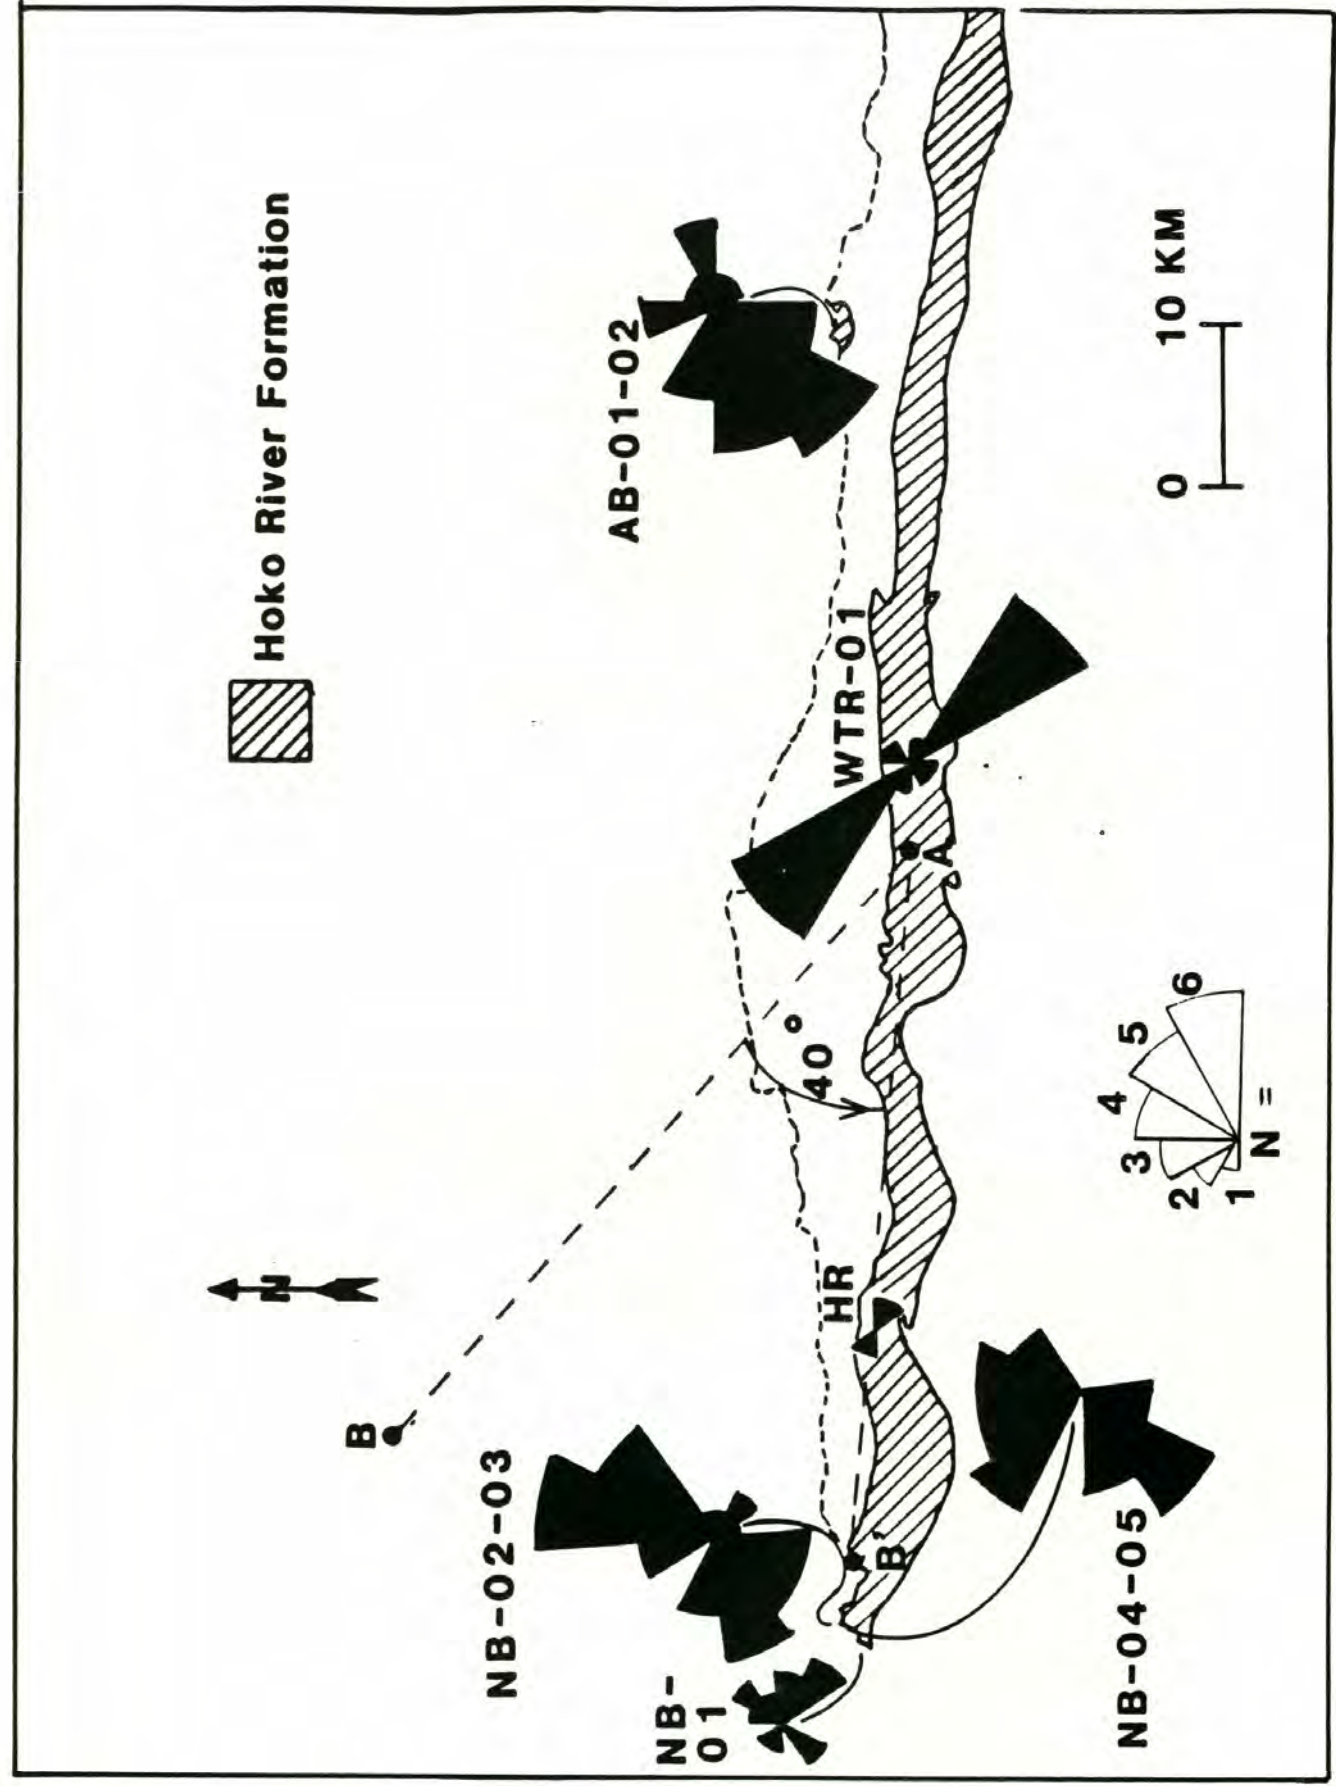 Hoko River Formation
N
B
NB-02-03
NB-
01
AB-01-02
WTR-01
40°
HR
A
B'
NB-04-05
1
2
3
4
5
6
N =
0 10 KM